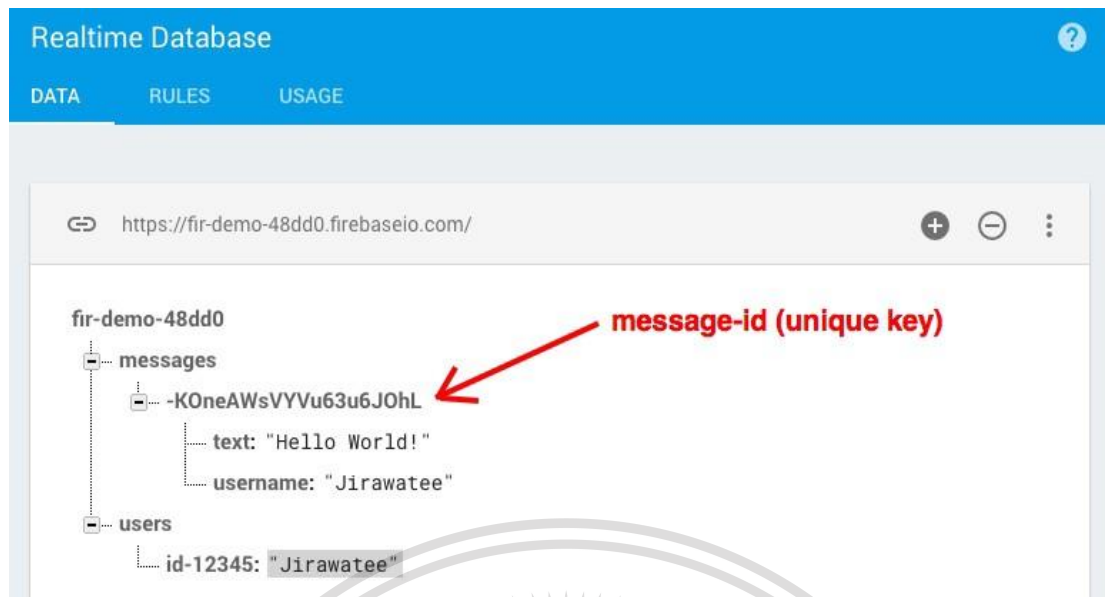 Realtime Database
DATA RULES USAGE
https://fir-demo-48dd0.firebaseio.com/
fir-demo-48dd0
message-id (unique key)
messages
-KOneAWsVYVu63u6JOhL
text: "Hello World!"
username: "Jirawatee"
users
id-12345: "Jirawatee"